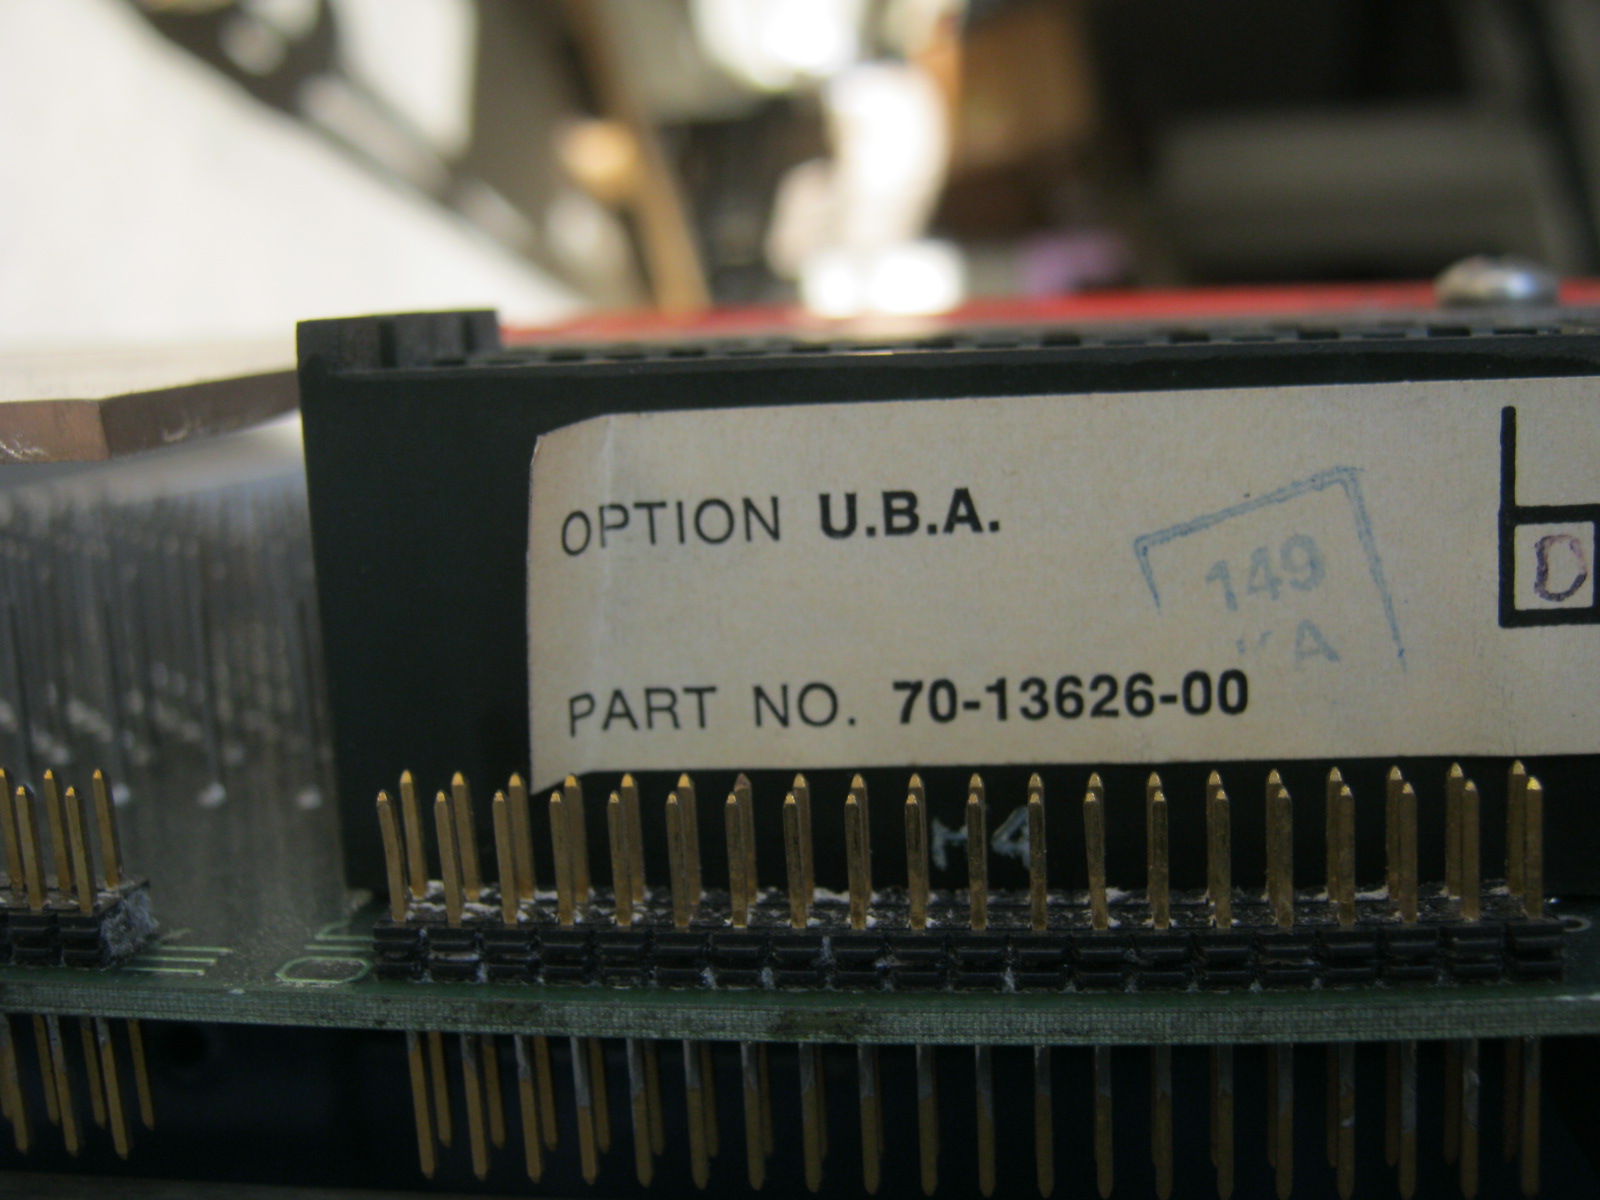 OPTION U.B.A.
149
A
D
PART NO. 70-13626-00